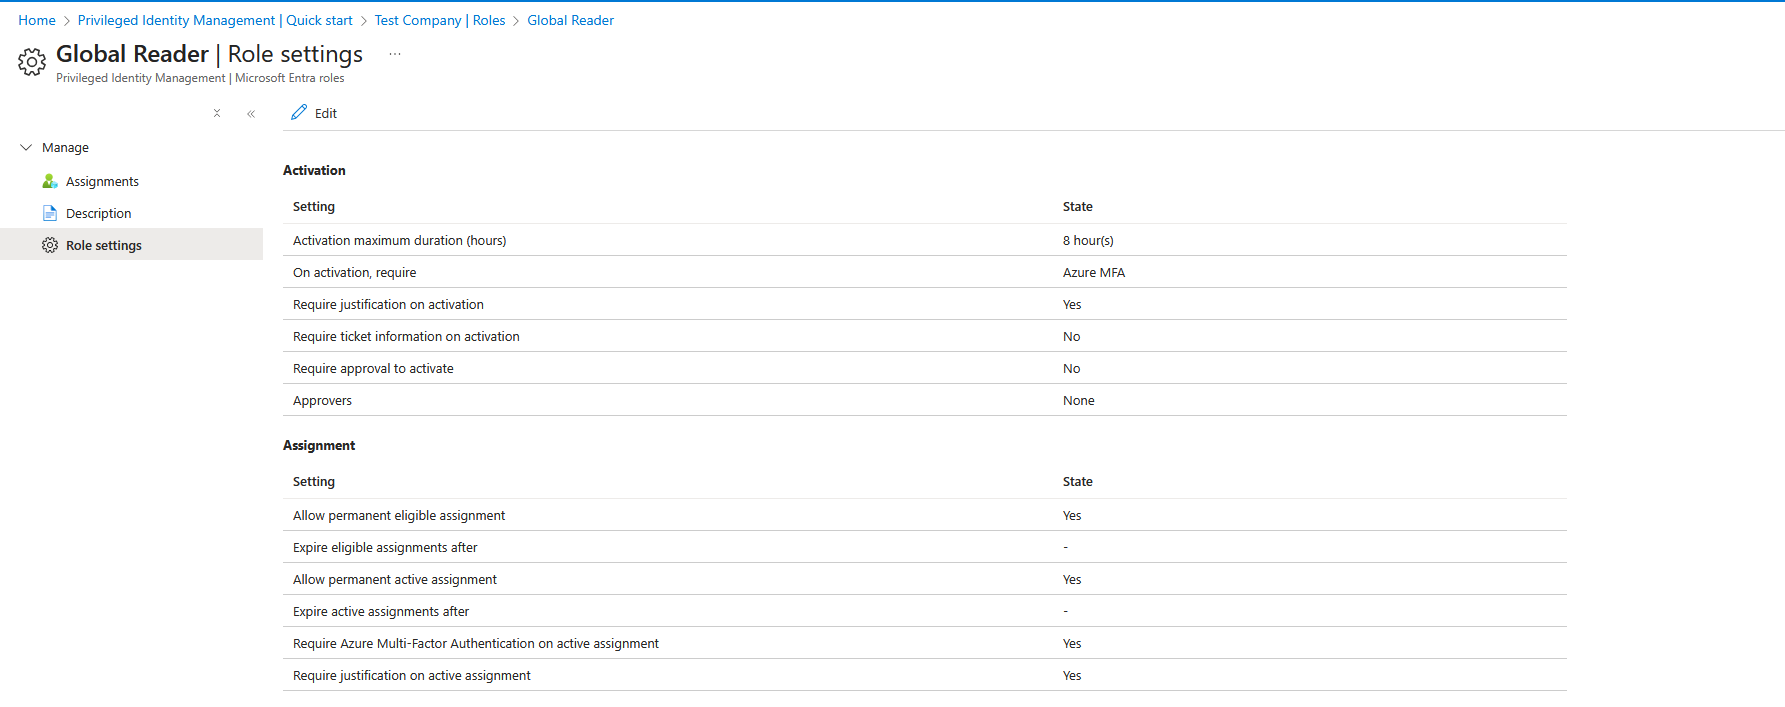 Home > Privileged Identity Management | Quick start > Test Company | Roles > Global Reader
Global Reader | Role settings ...
Privileged Identity Management | Microsoft Entra roles
Edit
Manage
Assignments
Description
Role settings
Activation
Setting State
Activation maximum duration (hours) 8 hour(s)
On activation, require Azure MFA
Require justification on activation Yes
Require ticket information on activation No
Require approval to activate No
Approvers None
Assignment
Setting State
Allow permanent eligible assignment Yes
Expire eligible assignments after -
Allow permanent active assignment Yes
Expire active assignments after -
Require Azure Multi-Factor Authentication on active assignment Yes
Require justification on active assignment Yes